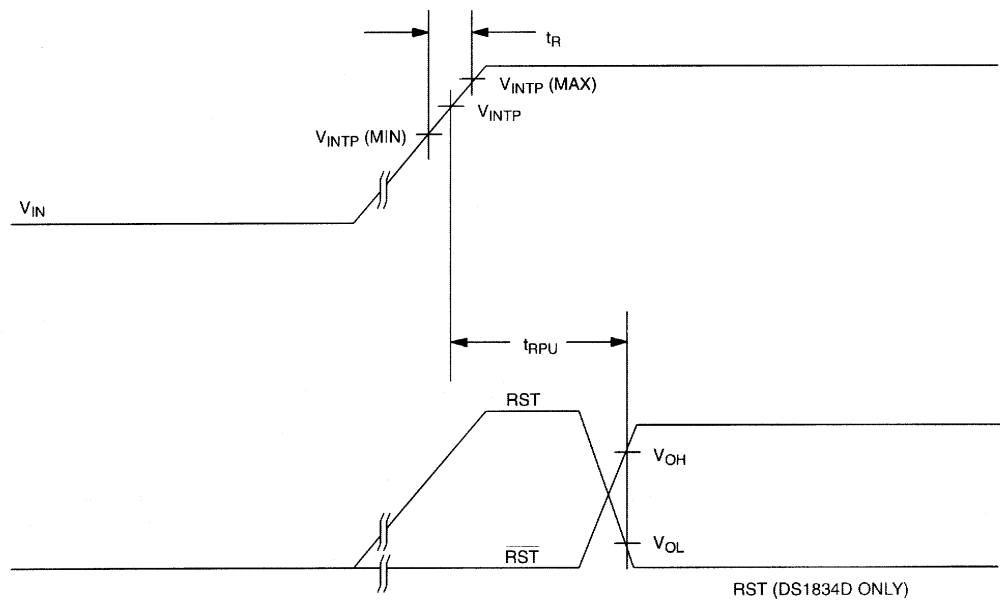 tR
VINTP (MAX)
VINTP
VINTP (MIN)
VIN
tRPU
RST
VOH
RST
VOL
RST (DS1834D ONLY)